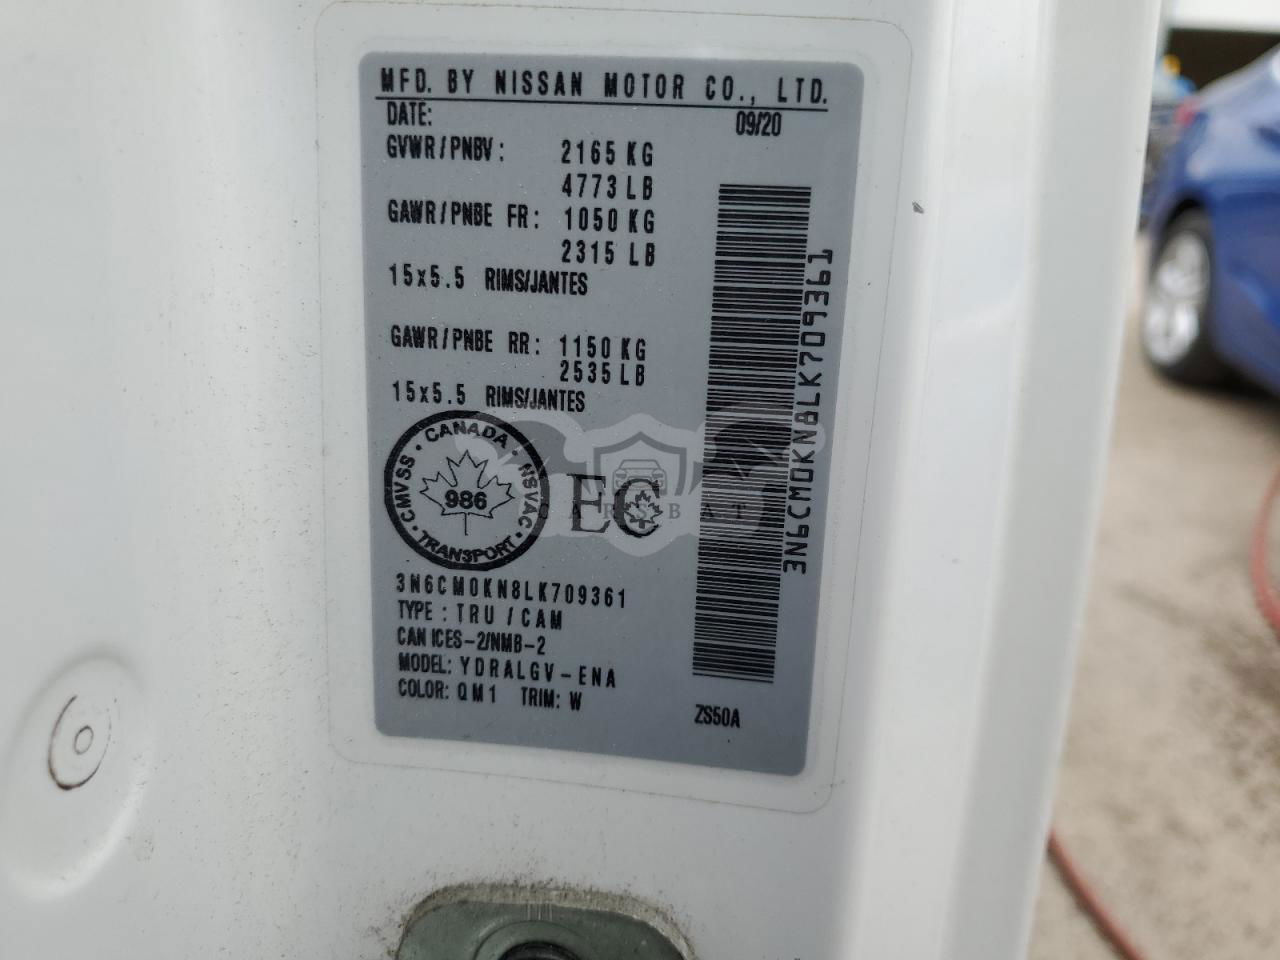 MFD. BY NISSAN MOTOR CO., LTD.
DATE: 09/20
GVWR/PNBV: 2165 KG
4773 LB
GAWR/PNBE FR: 1050 KG
2315 LB
15x5.5 RIMS/JANTES
GAWR/PNBE RR: 1150 KG
2535 LB
15x5.5 RIMS/JANTES
CANADA · NSVAC · TRANSPORT · CMVSS ·
986
EC
CARSBAT
3N6CM0KN8LK709361
TYPE: TRU/CAM
CAN ICES-2/NMB-2
MODEL: YDRALGV-ENA
COLOR: QM1 TRIM: W
ZS50A
3N6CM0KN8LK709361